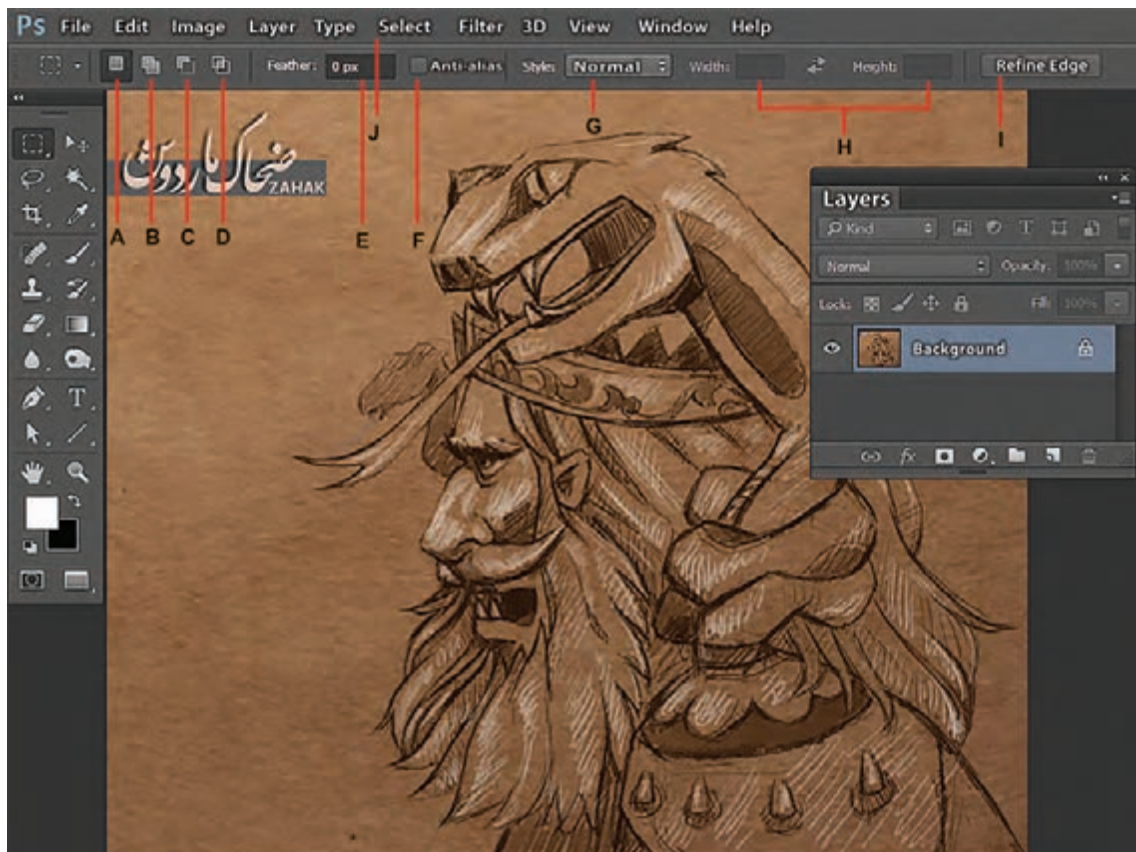 Ps File Edit Image Layer Type Select Filter 3D View Window Help
Feather: 0 px Anti-alias Style: Normal Width: Height: Refine Edge
ضحاک ماردوش
ZAHAK
A B C D E F J G H I
Layers
Kind
Normal Opacity: 100%
Lock: Fill: 100%
Background